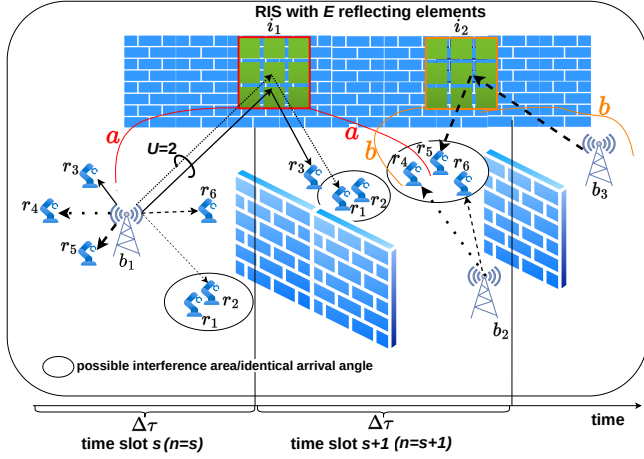 RIS with E reflecting elements
i₁ i₂
a a b b
U=2
r₃ r₃ r₅
r₄ r₆ r₄ r₆ b₃
r₅ b₁ r₁ r₂
r₂ b₂
r₁
possible interference area/identical arrival angle
Δτ Δτ time
time slot s (n=s) time slot s+1 (n=s+1)